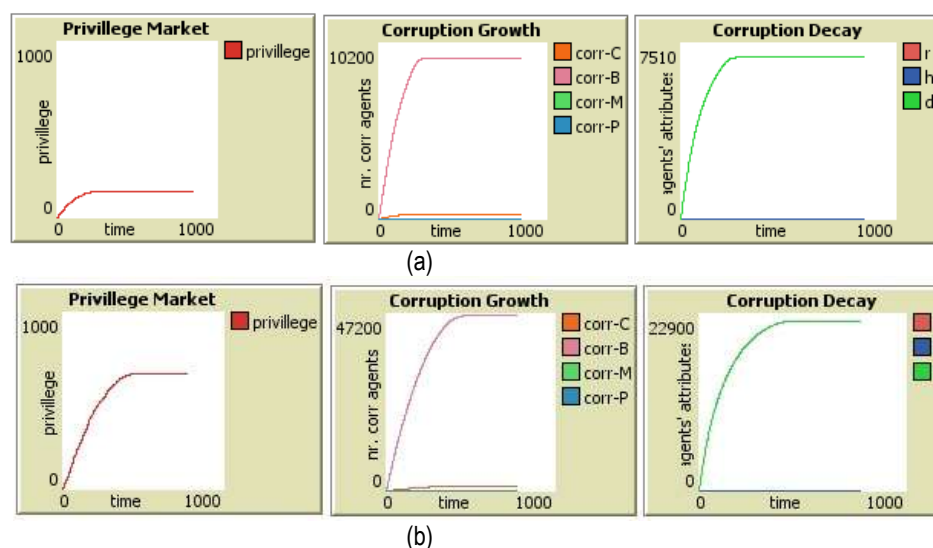 Privillege Market
1000
privillege
0
0
time
1000
privillege
Corruption Growth
10200
nr. corr agents
0
0
time
1000
corr-C
corr-B
corr-M
corr-P
Corruption Decay
7510
agents' attributes
0
0
time
1000
r
h
d
(a)
Privillege Market
1000
privillege
0
0
time
1000
privillege
Corruption Growth
47200
nr. corr agents
0
0
time
1000
corr-C
corr-B
corr-M
corr-P
Corruption Decay
22900
agents' attributes
0
0
time
1000
(b)